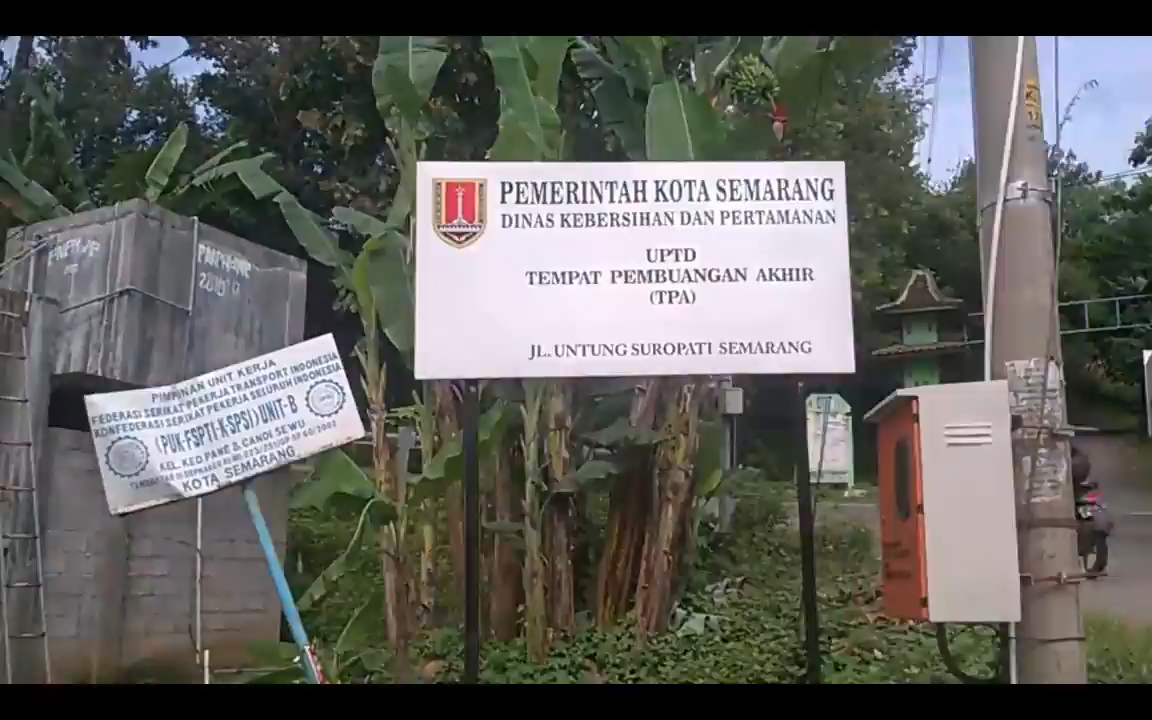 PEMERINTAH KOTA SEMARANG
DINAS KEBERSIHAN DAN PERTAMANAN
UPTD
TEMPAT PEMBUANGAN AKHIR
(TPA)
JL. UNTUNG SUROPATI SEMARANG
PIMPINAN UNIT KERJA
FEDERASI SERIKAT PEKERJA TRANSPORT INDONESIA
KONFEDERASI SERAPAT PEKERJA SELURUH INDONESIA
(PUK-FSPTI-K-SPSI) UNIT-B
KEL. KED. PANE & CANDI SEWU
KOTA SEMARANG